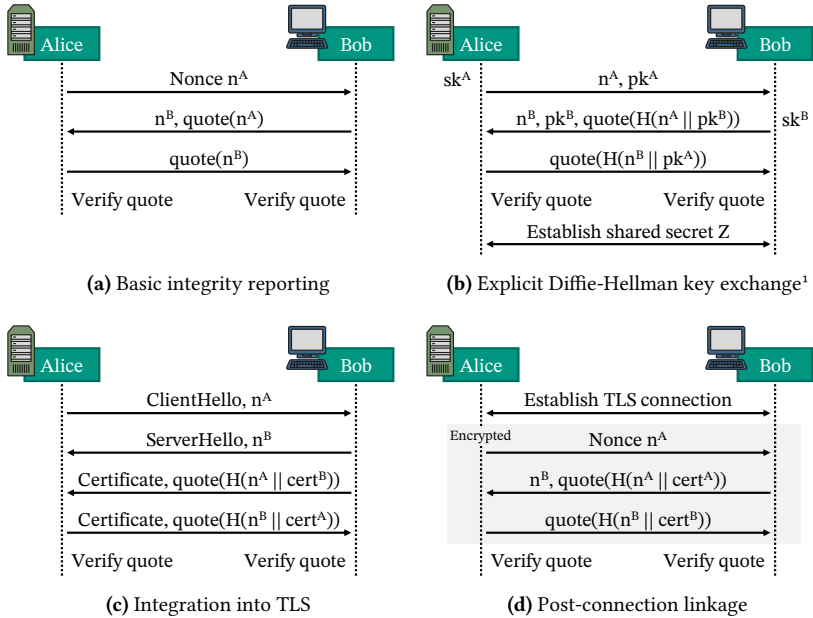 Alice
Bob
Nonce nᴬ
nᴮ, quote(nᴬ)
quote(nᴮ)
Verify quote
Verify quote
(a) Basic integrity reporting
Alice
Bob
skᴬ
nᴬ, pkᴬ
nᴮ, pkᴮ, quote(H(nᴬ || pkᴮ))
skᴮ
quote(H(nᴮ || pkᴬ))
Verify quote
Verify quote
Establish shared secret Z
(b) Explicit Diffie-Hellman key exchange¹
Alice
Bob
ClientHello, nᴬ
ServerHello, nᴮ
Certificate, quote(H(nᴬ || certᴮ))
Certificate, quote(H(nᴮ || certᴬ))
Verify quote
Verify quote
(c) Integration into TLS
Alice
Bob
Establish TLS connection
Encrypted
Nonce nᴬ
nᴮ, quote(H(nᴬ || certᴬ))
quote(H(nᴮ || certᴮ))
Verify quote
Verify quote
(d) Post-connection linkage